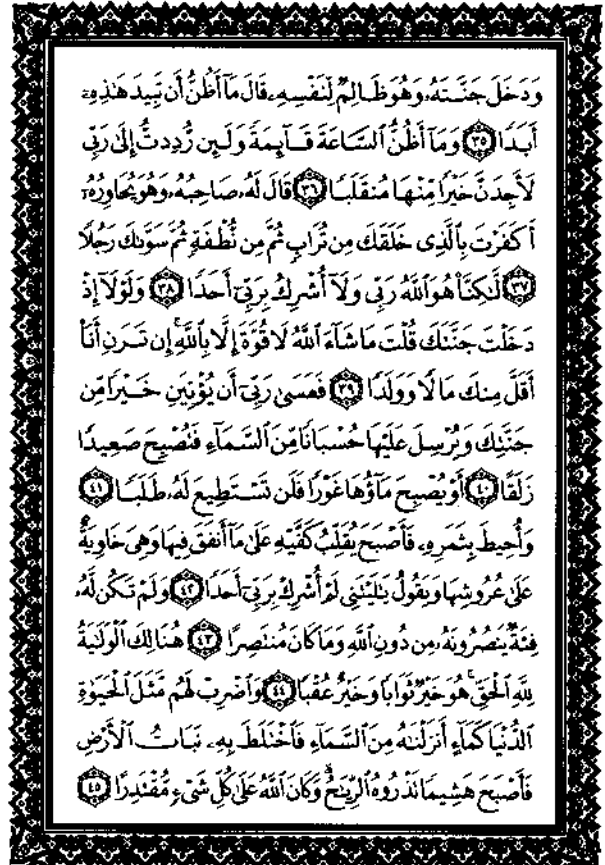 وَدَخَلَ جَنَّتَهُۥ وَهُوَ ظَالِمٌ لِّنَفْسِهِۦ قَالَ مَآ أَظُنُّ أَن تَبِيدَ هَٰذِهِۦٓ
أَبَدًا ٣٥ وَمَآ أَظُنُّ ٱلسَّاعَةَ قَآئِمَةً وَلَئِن رُّدِدتُّ إِلَىٰ رَبِّى
لَأَجِدَنَّ خَيْرًا مِّنْهَا مُنقَلَبًا ٣٦ قَالَ لَهُۥ صَاحِبُهُۥ وَهُوَ يُحَاوِرُهُۥٓ
أَكَفَرْتَ بِٱلَّذِى خَلَقَكَ مِن تُرَابٍ ثُمَّ مِن نُّطْفَةٍ ثُمَّ سَوَّىٰكَ رَجُلًا
٣٧ لَّٰكِنَّا۠ هُوَ ٱللَّهُ رَبِّى وَلَآ أُشْرِكُ بِرَبِّىٓ أَحَدًا ٣٨ وَلَوْلَآ إِذْ
دَخَلْتَ جَنَّتَكَ قُلْتَ مَا شَآءَ ٱللَّهُ لَا قُوَّةَ إِلَّا بِٱللَّهِ ۚ إِن تَرَنِ أَنَا۠
أَقَلَّ مِنكَ مَالًا وَوَلَدًا ٣٩ فَعَسَىٰ رَبِّىٓ أَن يُؤْتِيَنِ خَيْرًا مِّن
جَنَّتِكَ وَيُرْسِلَ عَلَيْهَا حُسْبَانًا مِّنَ ٱلسَّمَآءِ فَتُصْبِحَ صَعِيدًا
زَلَقًا ٤٠ أَوْ يُصْبِحَ مَآؤُهَا غَوْرًا فَلَن تَسْتَطِيعَ لَهُۥ طَلَبًا ٤١
وَأُحِيطَ بِثَمَرِهِۦ فَأَصْبَحَ يُقَلِّبُ كَفَّيْهِ عَلَىٰ مَآ أَنفَقَ فِيهَا وَهِىَ خَاوِيَةٌ
عَلَىٰ عُرُوشِهَا وَيَقُولُ يَٰلَيْتَنِى لَمْ أُشْرِكْ بِرَبِّىٓ أَحَدًا ٤٢ وَلَمْ تَكُن لَّهُۥ
فِئَةٌ يَنصُرُونَهُۥ مِن دُونِ ٱللَّهِ وَمَا كَانَ مُنتَصِرًا ٤٣ هُنَالِكَ ٱلْوَلَٰيَةُ
لِلَّهِ ٱلْحَقِّ ۚ هُوَ خَيْرٌ ثَوَابًا وَخَيْرٌ عُقْبًا ٤٤ وَٱضْرِبْ لَهُم مَّثَلَ ٱلْحَيَوٰةِ
ٱلدُّنْيَا كَمَآءٍ أَنزَلْنَٰهُ مِنَ ٱلسَّمَآءِ فَٱخْتَلَطَ بِهِۦ نَبَاتُ ٱلْأَرْضِ
فَأَصْبَحَ هَشِيمًا تَذْرُوهُ ٱلرِّيَٰحُ ۗ وَكَانَ ٱللَّهُ عَلَىٰ كُلِّ شَىْءٍ مُّقْتَدِرًا ٤٥